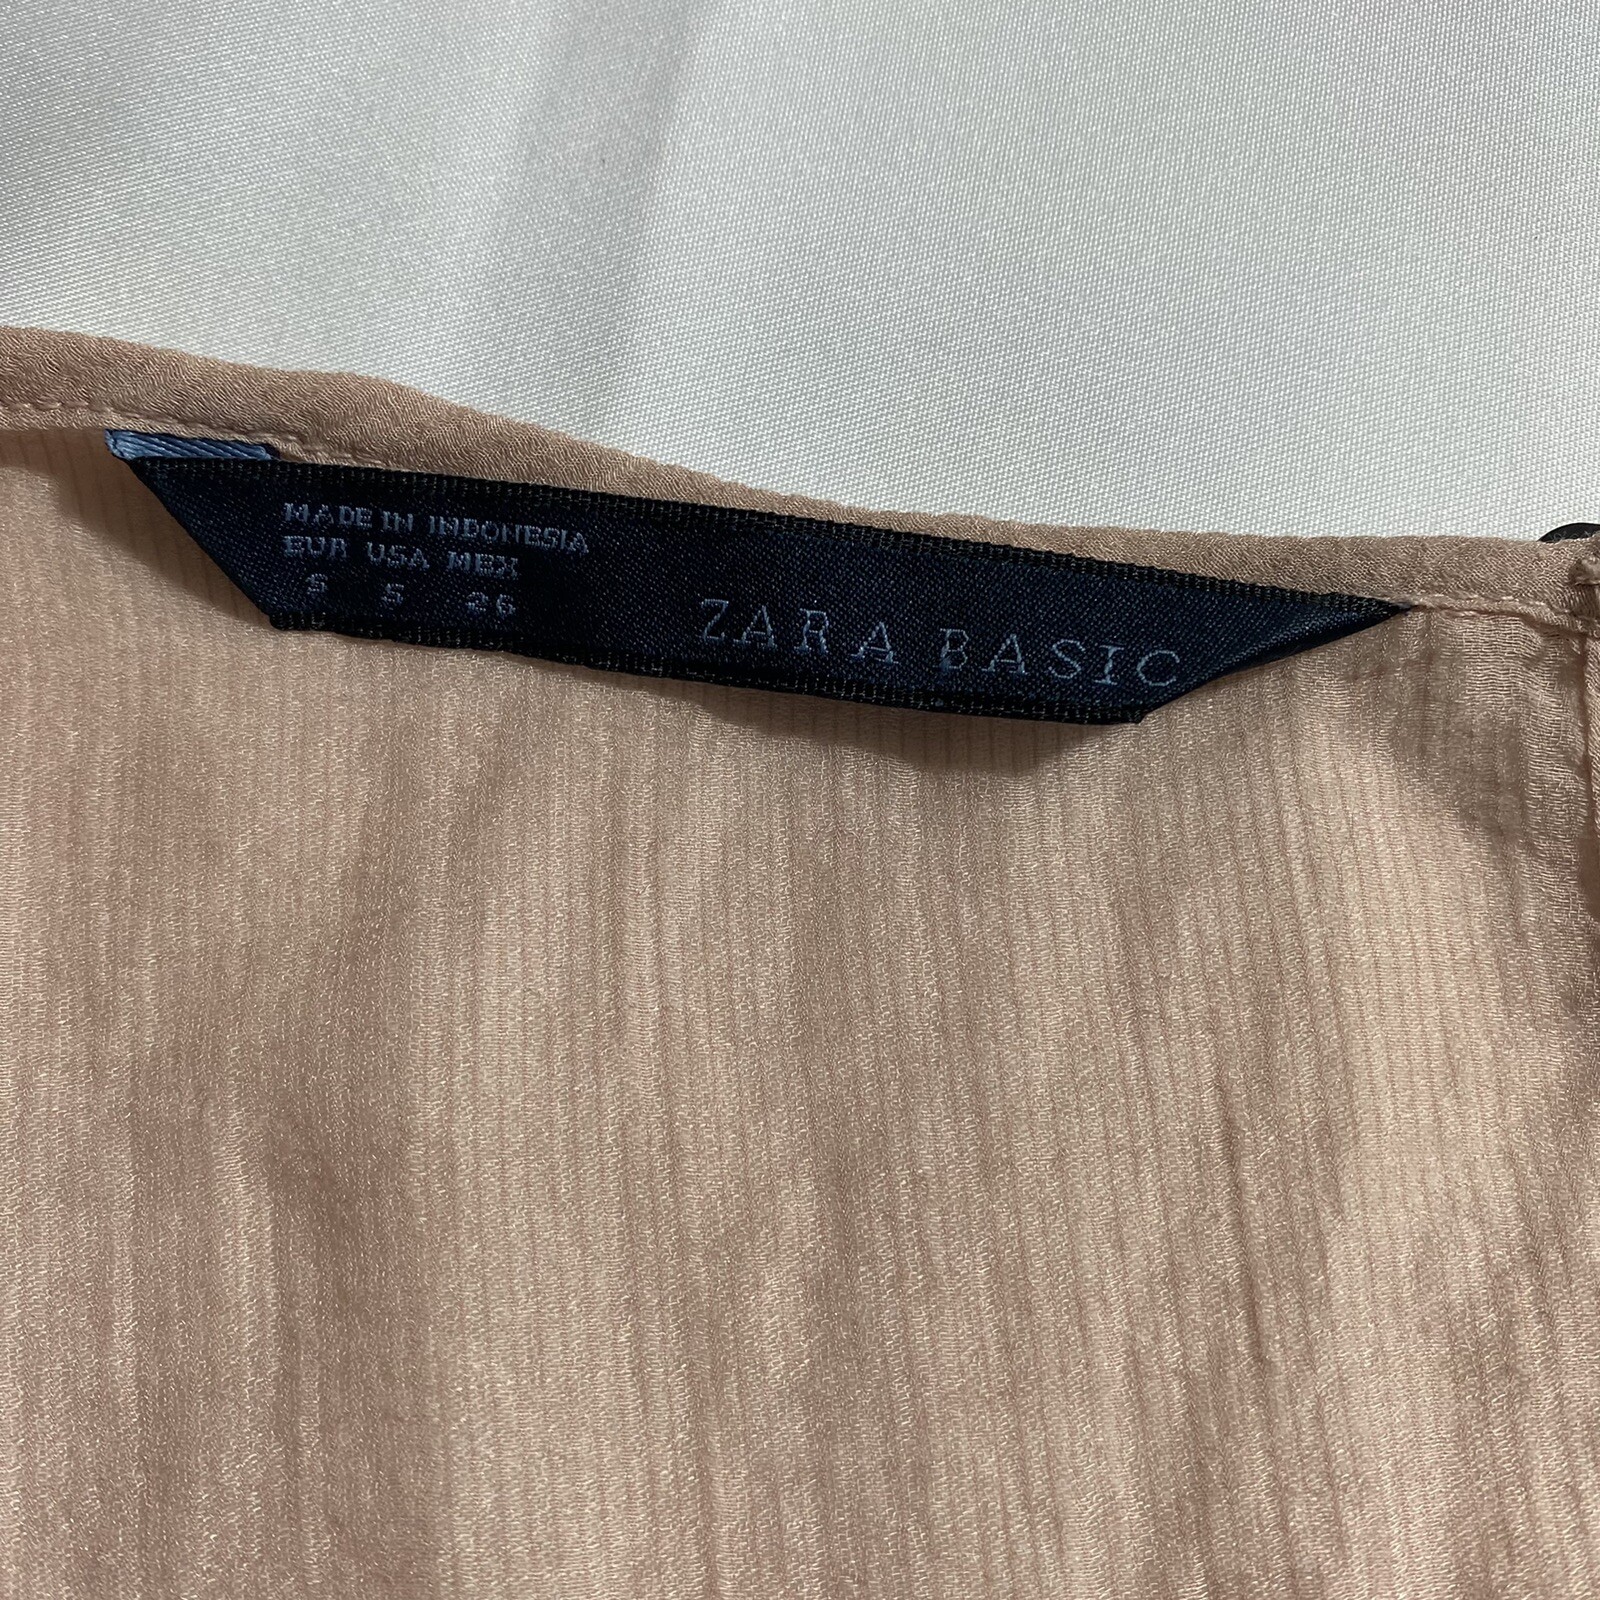 MADE IN INDONESIA
EUR USA MEX
S S 26
ZARA BASIC